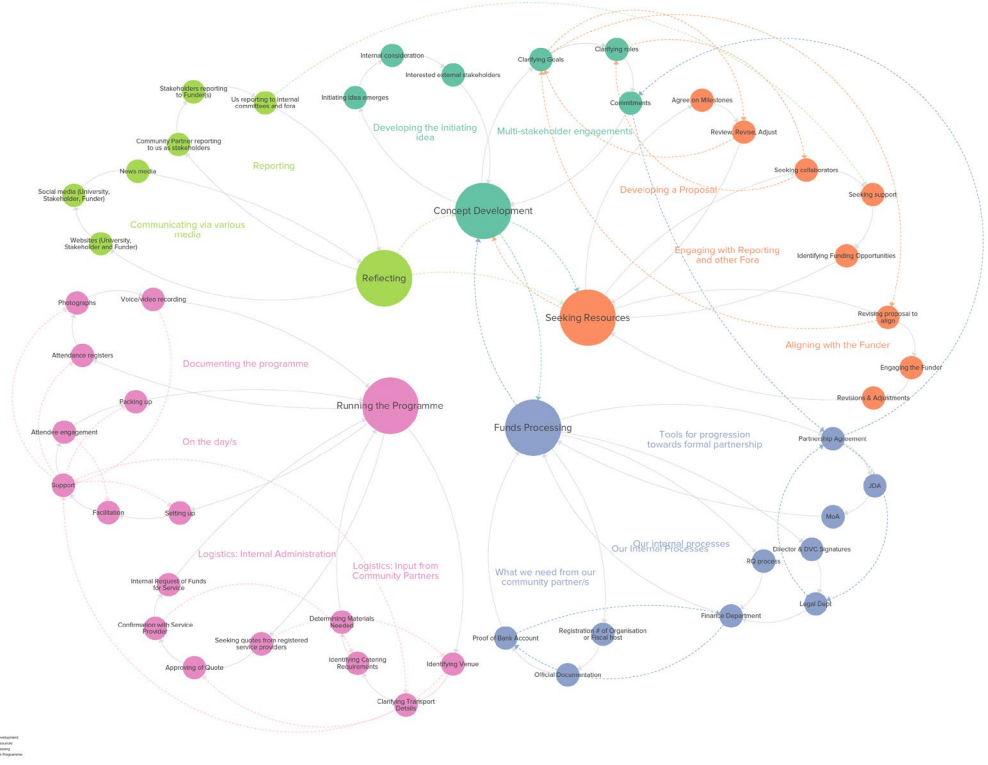 Internal consideration
Interested external stakeholders
Initiating idea emerges
Developing the initiating
idea
Clarifying Goals
Clarifying roles
Commitments
Multi-stakeholder engagements
Concept Development
Stakeholders reporting
to Funder(s)
Us reporting to internal
committees and fora
Community Partner reporting
to us as stakeholders
Reporting
News media
Social media (University,
Stakeholder, Funder)
Websites (University,
Stakeholder and Funder)
Communicating via various
media
Reflecting
Agree on Milestones
Review, Revise, Adjust
Seeking collaborators
Developing a Proposal
Seeking support
Identifying Funding Opportunities
Engaging with Reporting
and other Fora
Revising proposal to
align
Engaging the Funder
Revisions & Adjustments
Aligning with the Funder
Seeking Resources
Photographs
Voice/video recording
Attendance registers
Documenting the programme
Packing up
Attendee engagement
Support
Facilitation
Setting up
On the day/s
Running the Programme
Logistics: Internal Administration
Logistics: Input from
Community Partners
Internal Request of Funds
for Service
Confirmation with Service
Provider
Approving of Quote
Seeking quotes from registered
service providers
Determining Materials
Needed
Identifying Catering
Requirements
Clarifying Transport
Details
Identifying Venue
Funds Processing
Tools for progression
towards formal partnership
Partnership Agreement
JDA
MoA
Our internal processes
Our Internal Processes
Director & DVC Signatures
RO process
Legal Dept
Finance Department
What we need from our
community partner/s
Proof of Bank Account
Registration # of Organisation
or Fiscal host
Official Documentation